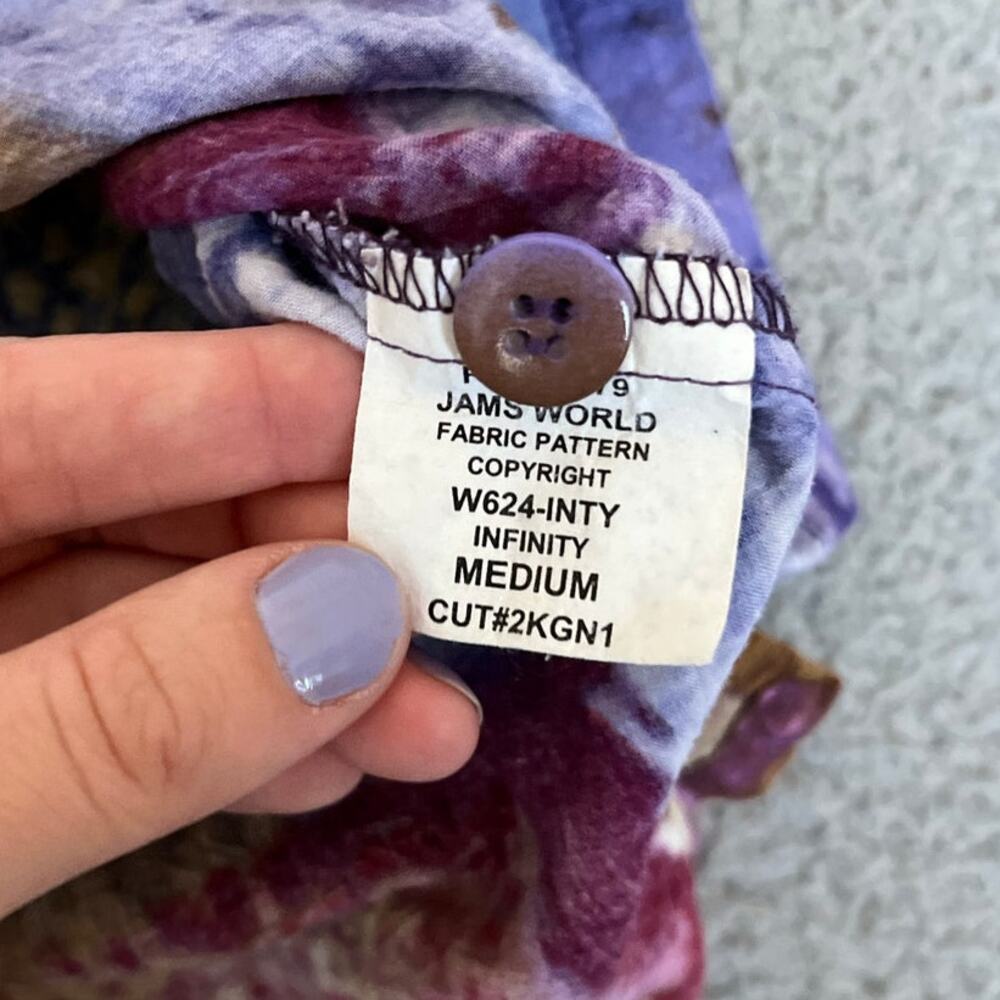 JAMS WORLD
FABRIC PATTERN
COPYRIGHT
W624-INTY
INFINITY
MEDIUM
CUT#2KGN1